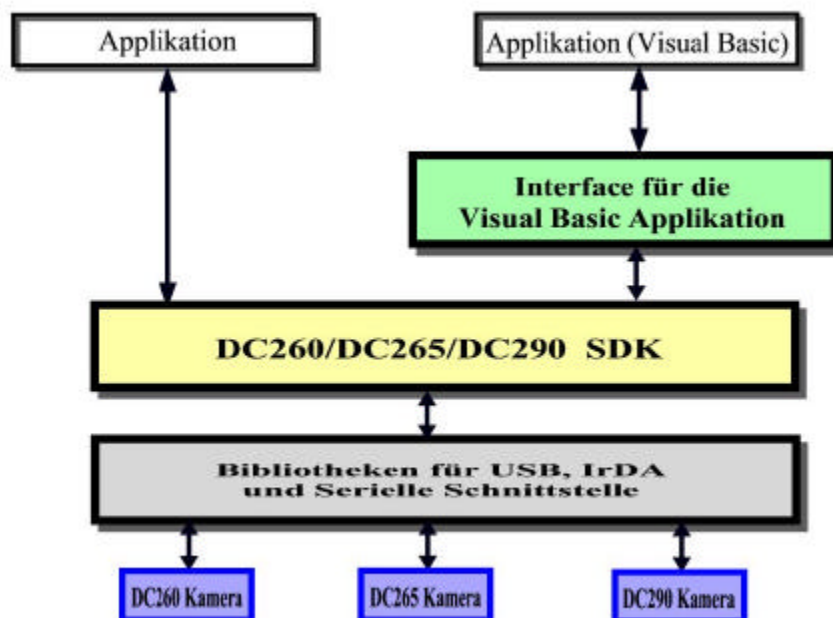 Applikation
Applikation (Visual Basic)
Interface für die
Visual Basic Applikation
DC260/DC265/DC290 SDK
Bibliotheken für USB, IrDA
und Serielle Schnittstelle
DC260 Kamera
DC265 Kamera
DC290 Kamera